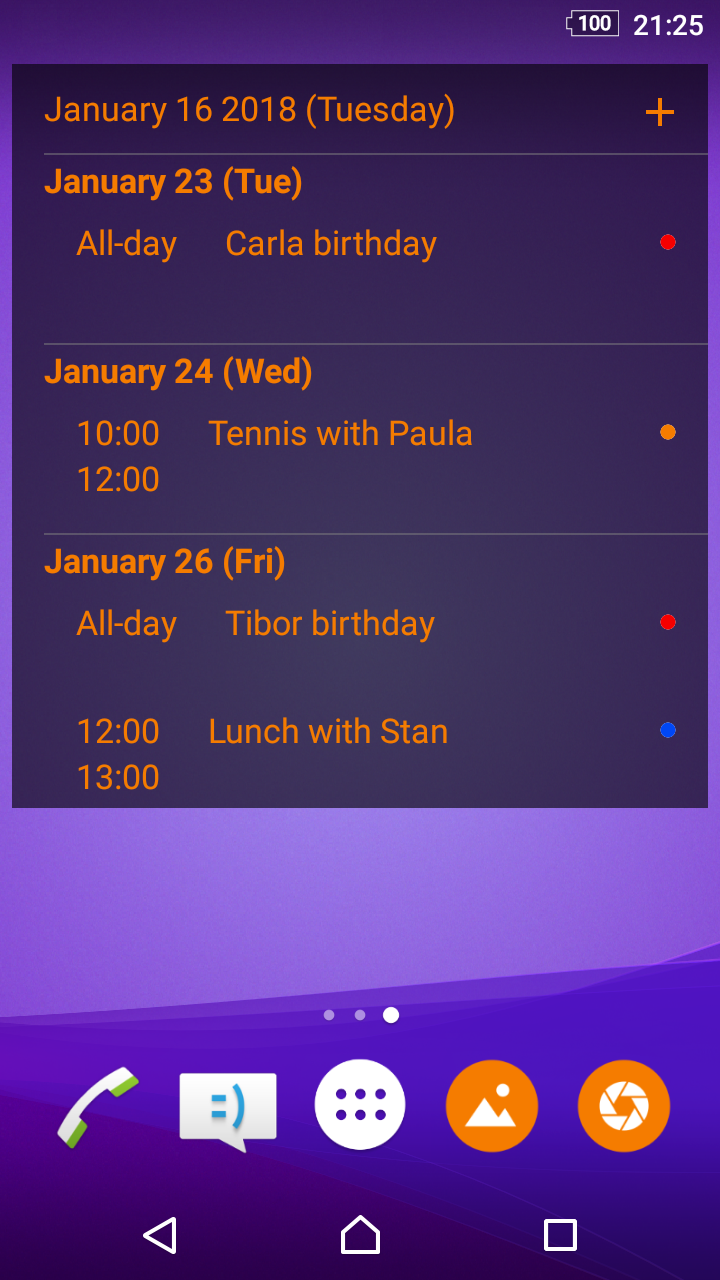 100 21:25
January 16 2018 (Tuesday) +
January 23 (Tue)
All-day Carla birthday
January 24 (Wed)
10:00 Tennis with Paula
12:00
January 26 (Fri)
All-day Tibor birthday
12:00 Lunch with Stan
13:00
=)